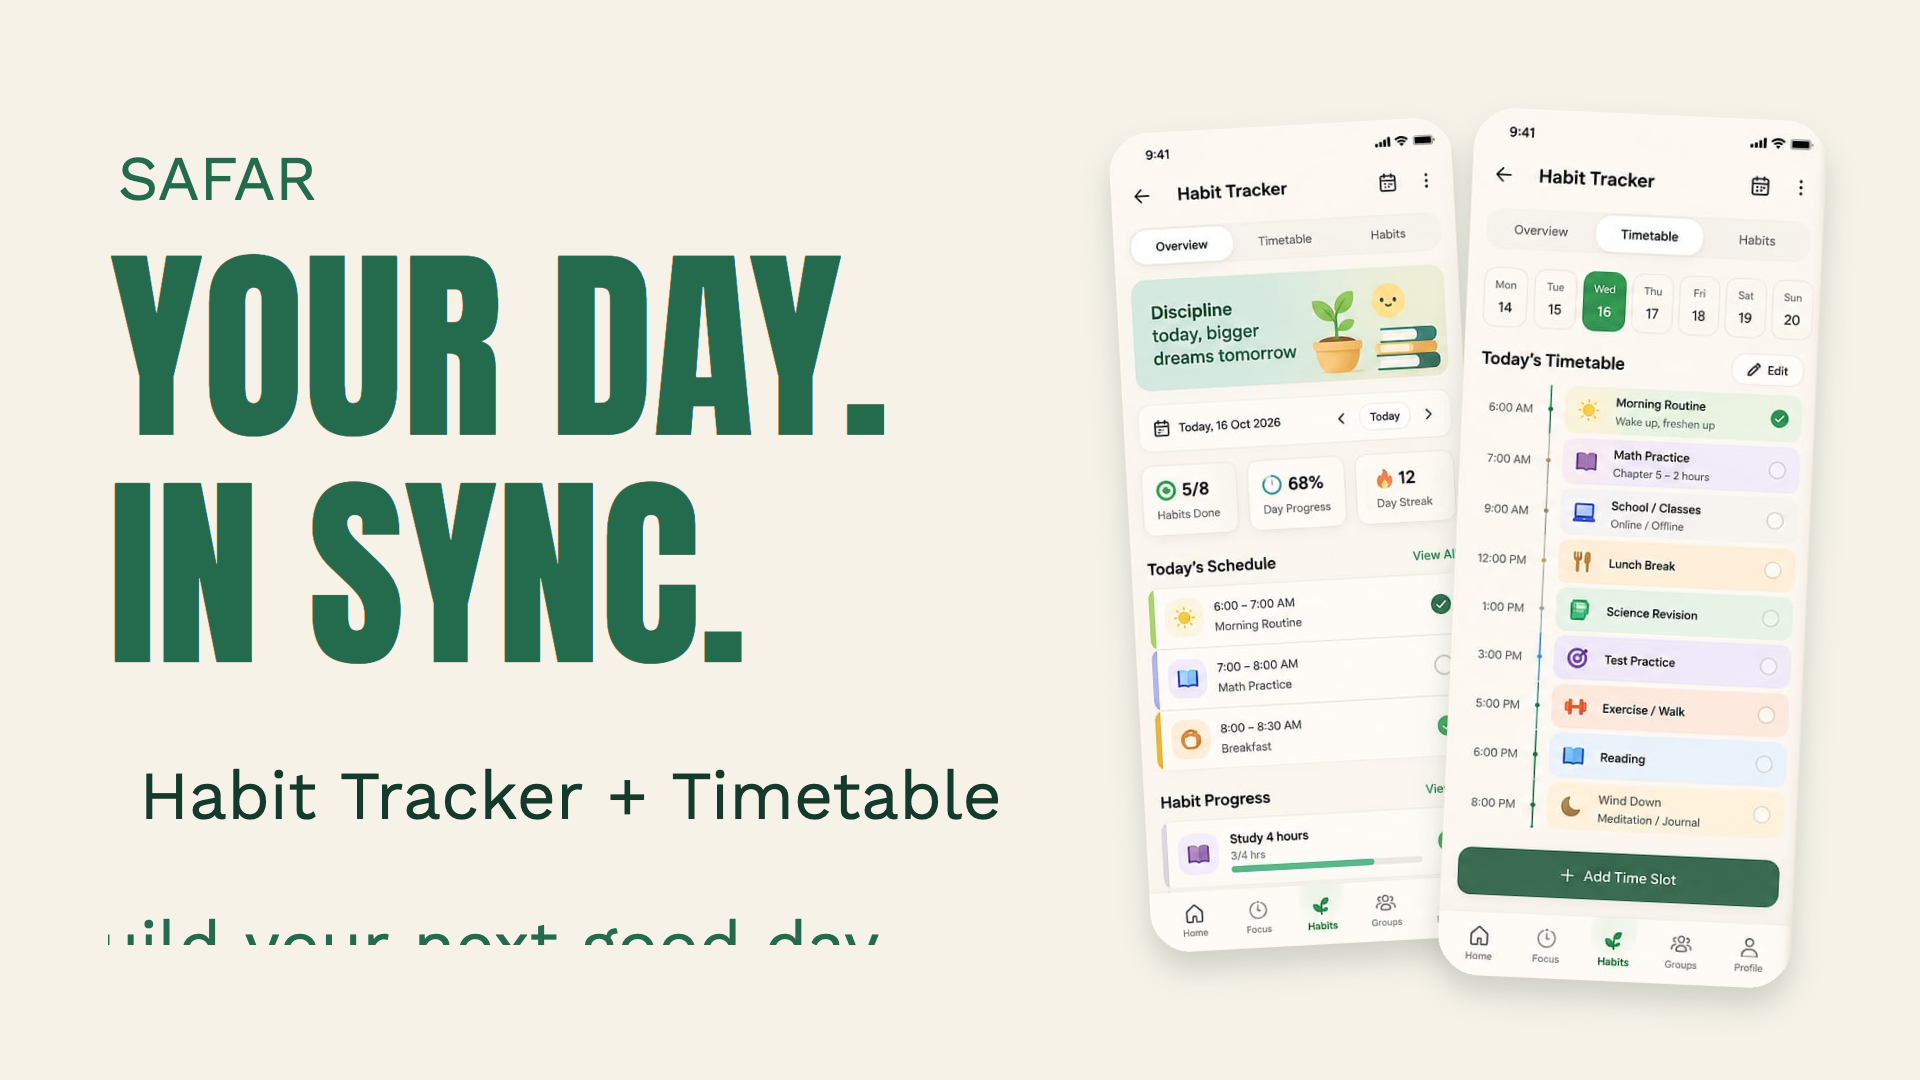 SAFAR
YOUR DAY.
IN SYNC.
Habit Tracker + Timetable
your next good day
9:41
Habit Tracker
Overview
Timetable
Habits
Discipline
today, bigger
dreams tomorrow
Today, 16 Oct 2026
Today
5/8
Habits Done
68%
Day Progress
12
Day Streak
Today's Schedule
View Al
6:00 – 7:00 AM
Morning Routine
7:00 – 8:00 AM
Math Practice
8:00 – 8:30 AM
Breakfast
Habit Progress
Study 4 hours
3/4 hrs
Home
Focus
Habits
Groups
9:41
Habit Tracker
Overview
Timetable
Habits
Mon
14
Tue
15
Wed
16
Thu
17
Fri
18
Sat
19
Sun
20
Today's Timetable
Edit
6:00 AM
Morning Routine
Wake up, freshen up
7:00 AM
Math Practice
Chapter 5 – 2 hours
9:00 AM
School / Classes
Online / Offline
12:00 PM
Lunch Break
1:00 PM
Science Revision
3:00 PM
Test Practice
5:00 PM
Exercise / Walk
6:00 PM
Reading
8:00 PM
Wind Down
Meditation / Journal
+ Add Time Slot
Home
Focus
Habits
Groups
Profile